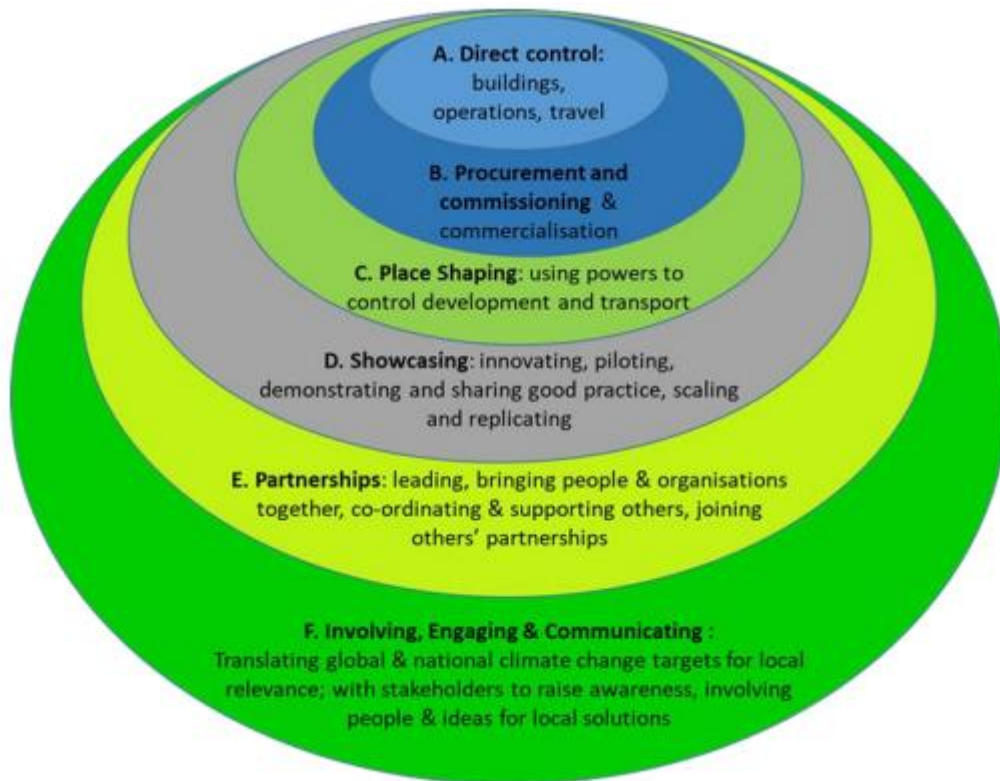 A. Direct control:
buildings,
operations, travel
B. Procurement and
commissioning &
commercialisation
C. Place Shaping: using powers to
control development and transport
D. Showcasing: innovating, piloting,
demonstrating and sharing good practice, scaling
and replicating
E. Partnerships: leading, bringing people & organisations
together, co-ordinating & supporting others, joining
others’ partnerships
F. Involving, Engaging & Communicating :
Translating global & national climate change targets for local
relevance; with stakeholders to raise awareness, involving
people & ideas for local solutions